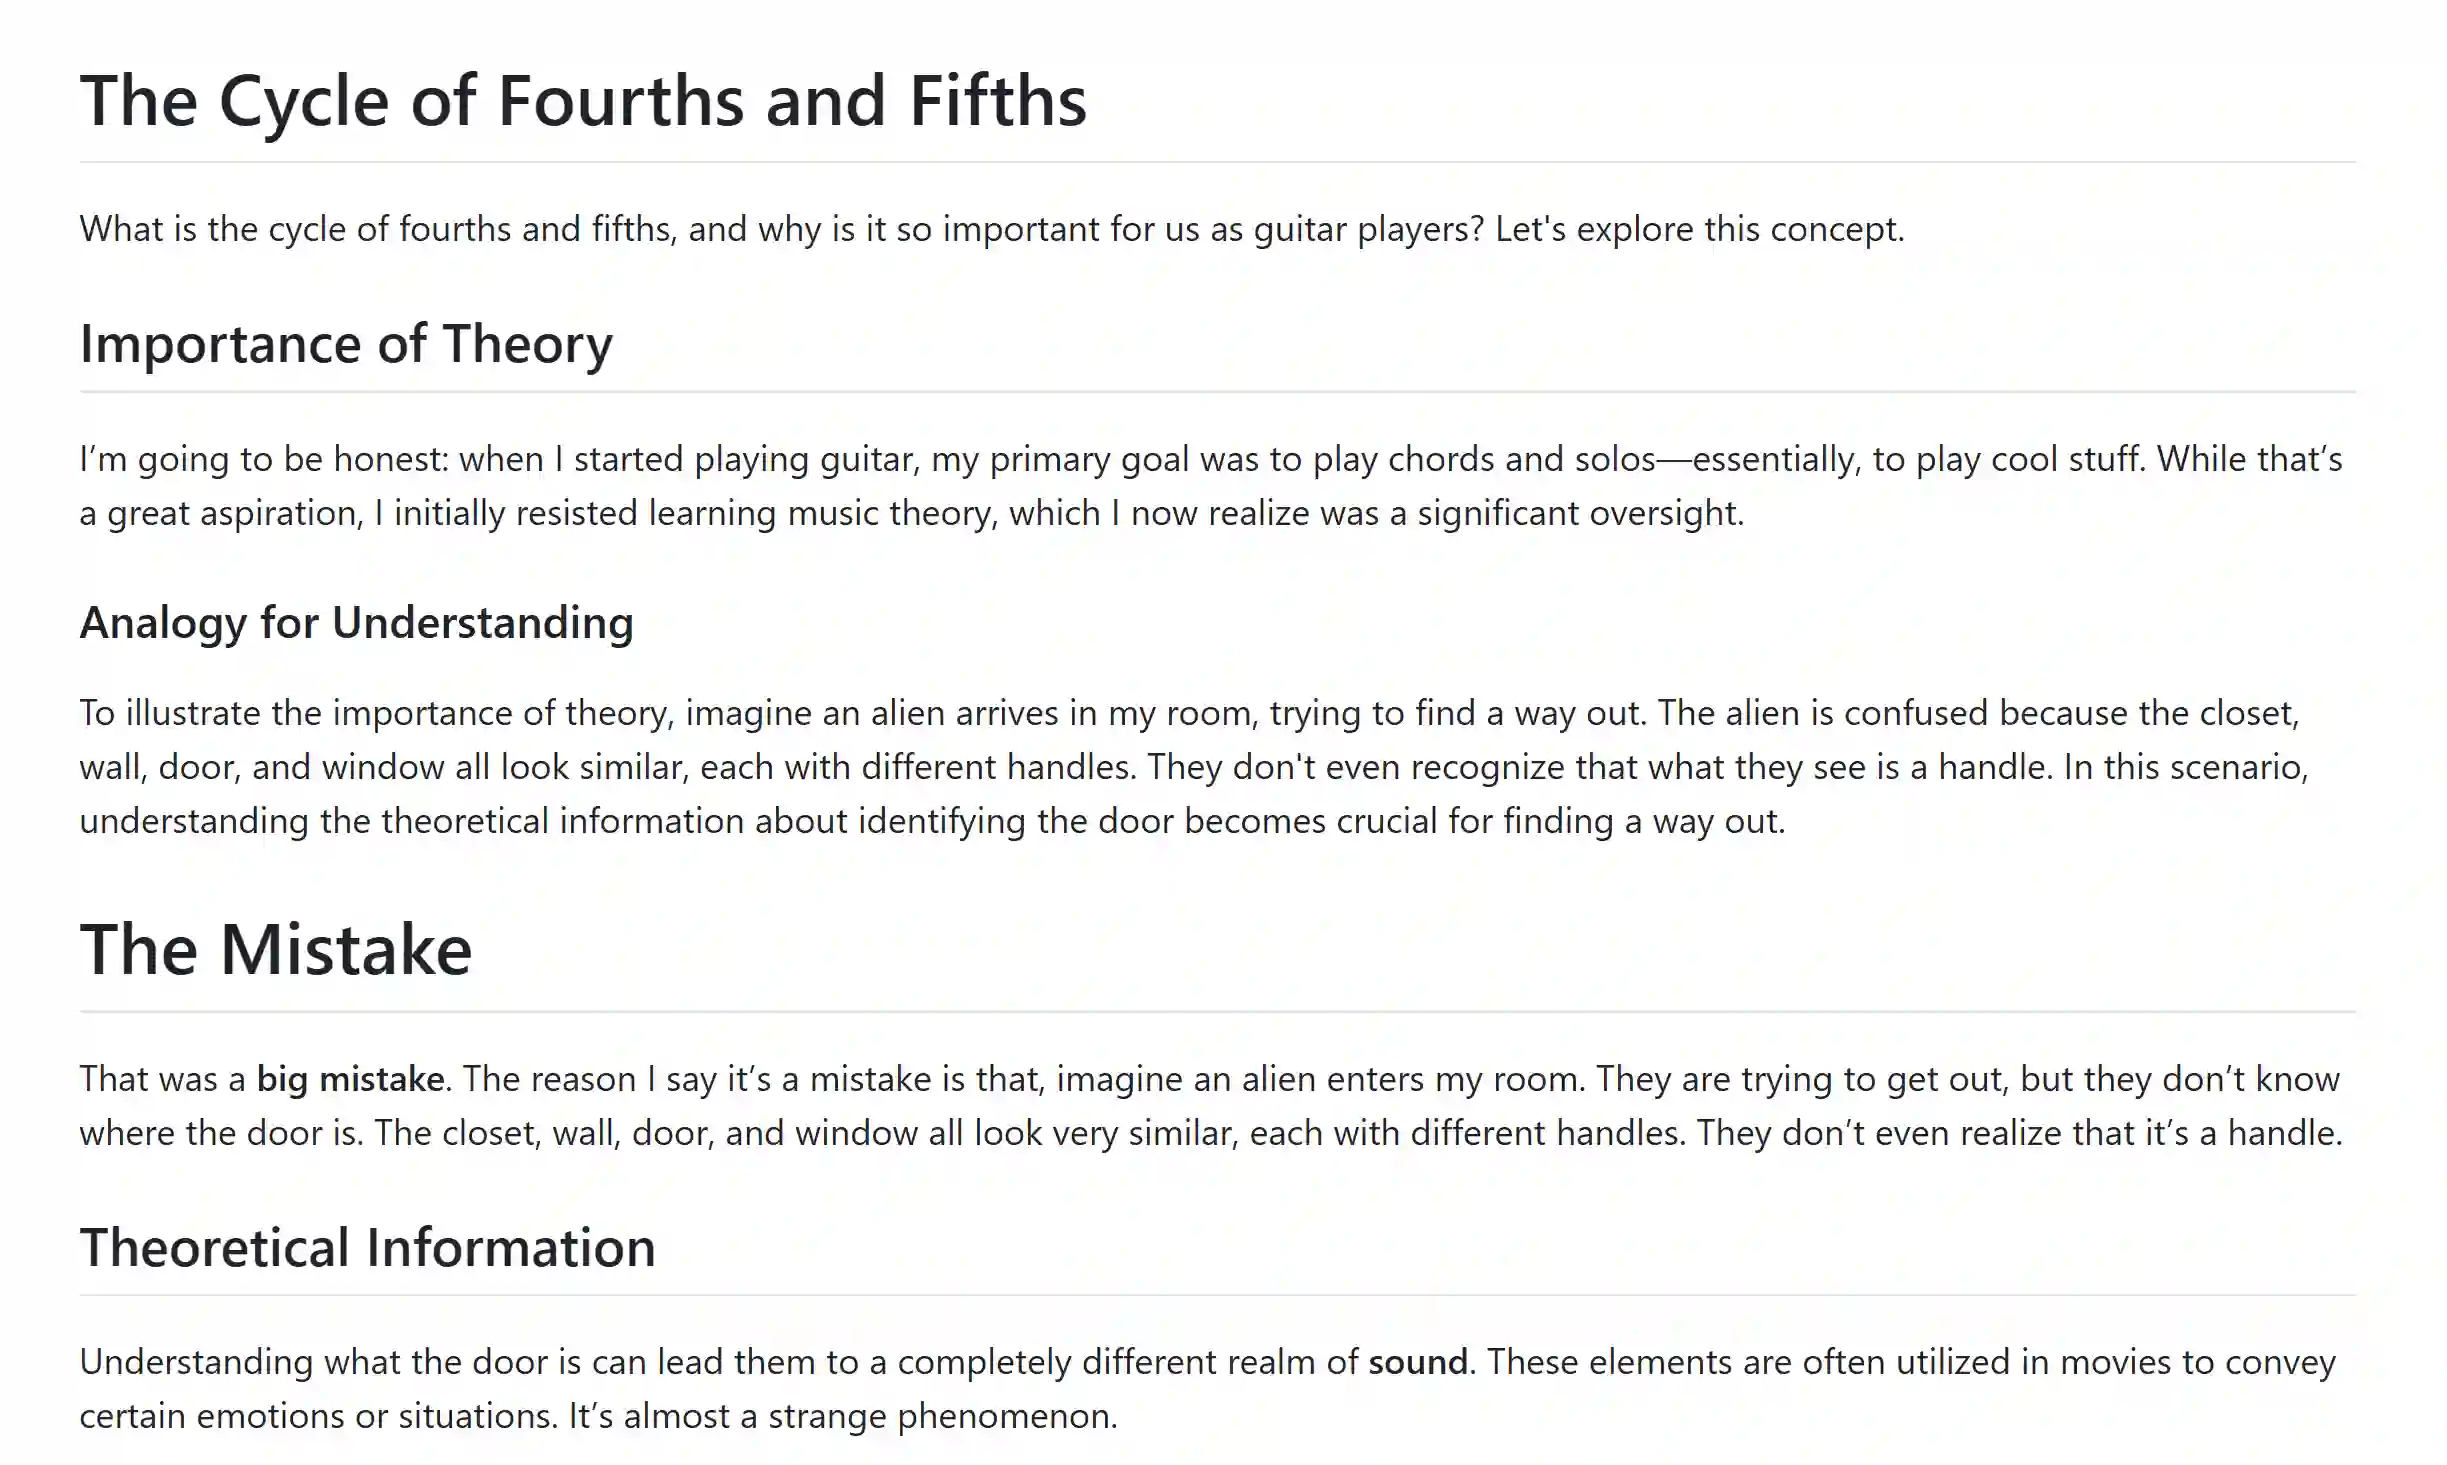 The Cycle of Fourths and Fifths
What is the cycle of fourths and fifths, and why is it so important for us as guitar players? Let's explore this concept.
Importance of Theory
I’m going to be honest: when I started playing guitar, my primary goal was to play chords and solos—essentially, to play cool stuff. While that’s
a great aspiration, I initially resisted learning music theory, which I now realize was a significant oversight.
Analogy for Understanding
To illustrate the importance of theory, imagine an alien arrives in my room, trying to find a way out. The alien is confused because the closet,
wall, door, and window all look similar, each with different handles. They don't even recognize that what they see is a handle. In this scenario,
understanding the theoretical information about identifying the door becomes crucial for finding a way out.
The Mistake
That was a big mistake. The reason I say it’s a mistake is that, imagine an alien enters my room. They are trying to get out, but they don’t know
where the door is. The closet, wall, door, and window all look very similar, each with different handles. They don’t even realize that it’s a handle.
Theoretical Information
Understanding what the door is can lead them to a completely different realm of sound. These elements are often utilized in movies to convey
certain emotions or situations. It’s almost a strange phenomenon.